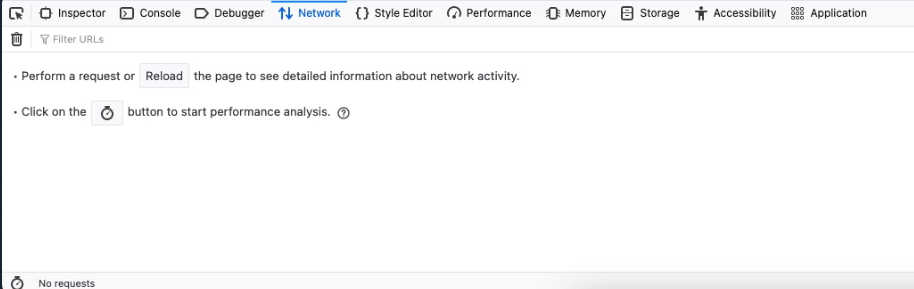 Inspector Console Debugger Network Style Editor Performance Memory Storage Accessibility Application
Filter URLs
• Perform a request or Reload the page to see detailed information about network activity.
• Click on the button to start performance analysis.
No requests